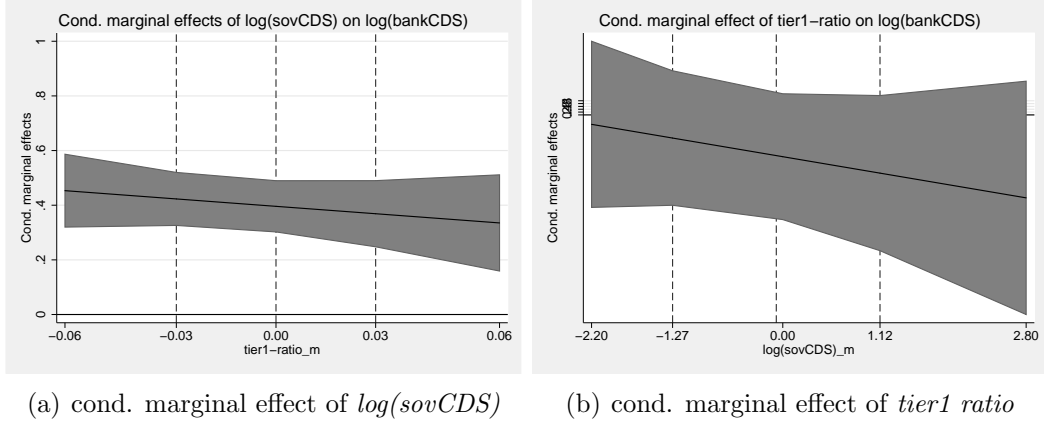 Cond. marginal effects of log(sovCDS) on log(bankCDS)
Cond. marginal effects
1
.8
.6
.4
.2
0
−0.06
−0.03
0.00
0.03
0.06
tier1−ratio_m
(a) cond. marginal effect of log(sovCDS)
Cond. marginal effect of tier1−ratio on log(bankCDS)
Cond. marginal effects
−2.20
−1.27
0.00
1.12
2.80
log(sovCDS)_m
(b) cond. marginal effect of tier1 ratio